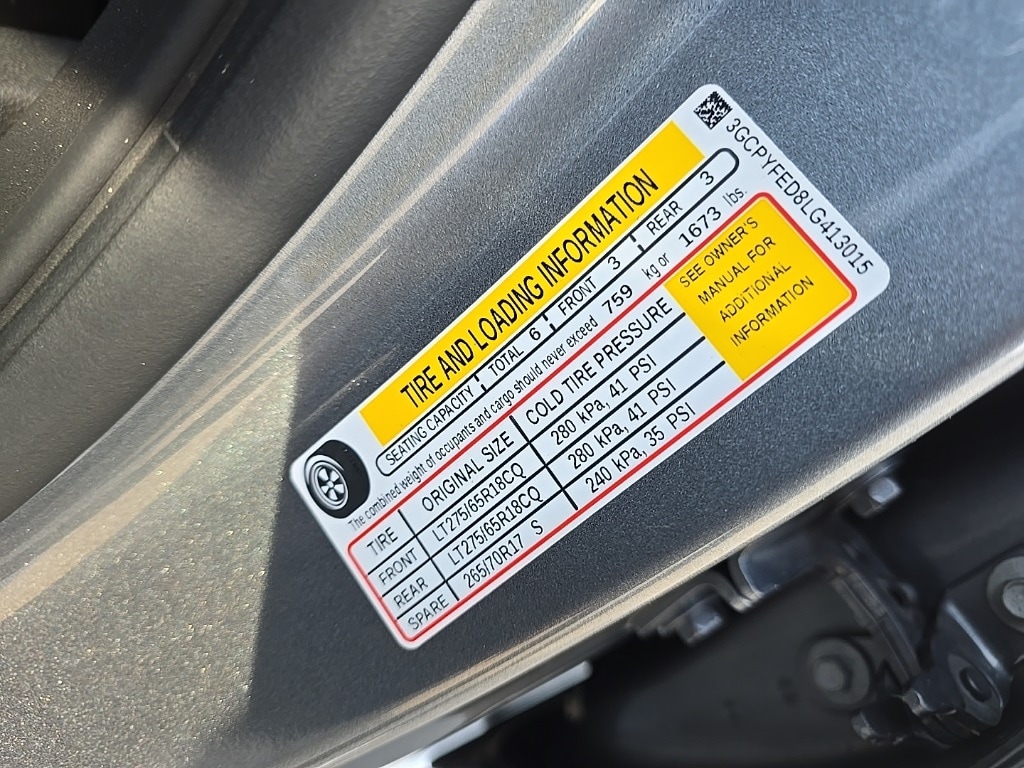 3GCPYFED8LG413015
TIRE AND LOADING INFORMATION
SEATING CAPACITY TOTAL 6 FRONT 3 REAR 3
The combined weight of occupants and cargo should never exceed 759 kg or 1673 lbs.
TIRE ORIGINAL SIZE COLD TIRE PRESSURE
FRONT LT275/65R18CQ 280 kPa, 41 PSI
REAR LT275/65R18CQ 280 kPa, 41 PSI
SPARE 265/70R17 S 240 kPa, 35 PSI
SEE OWNER'S
MANUAL FOR
ADDITIONAL
INFORMATION